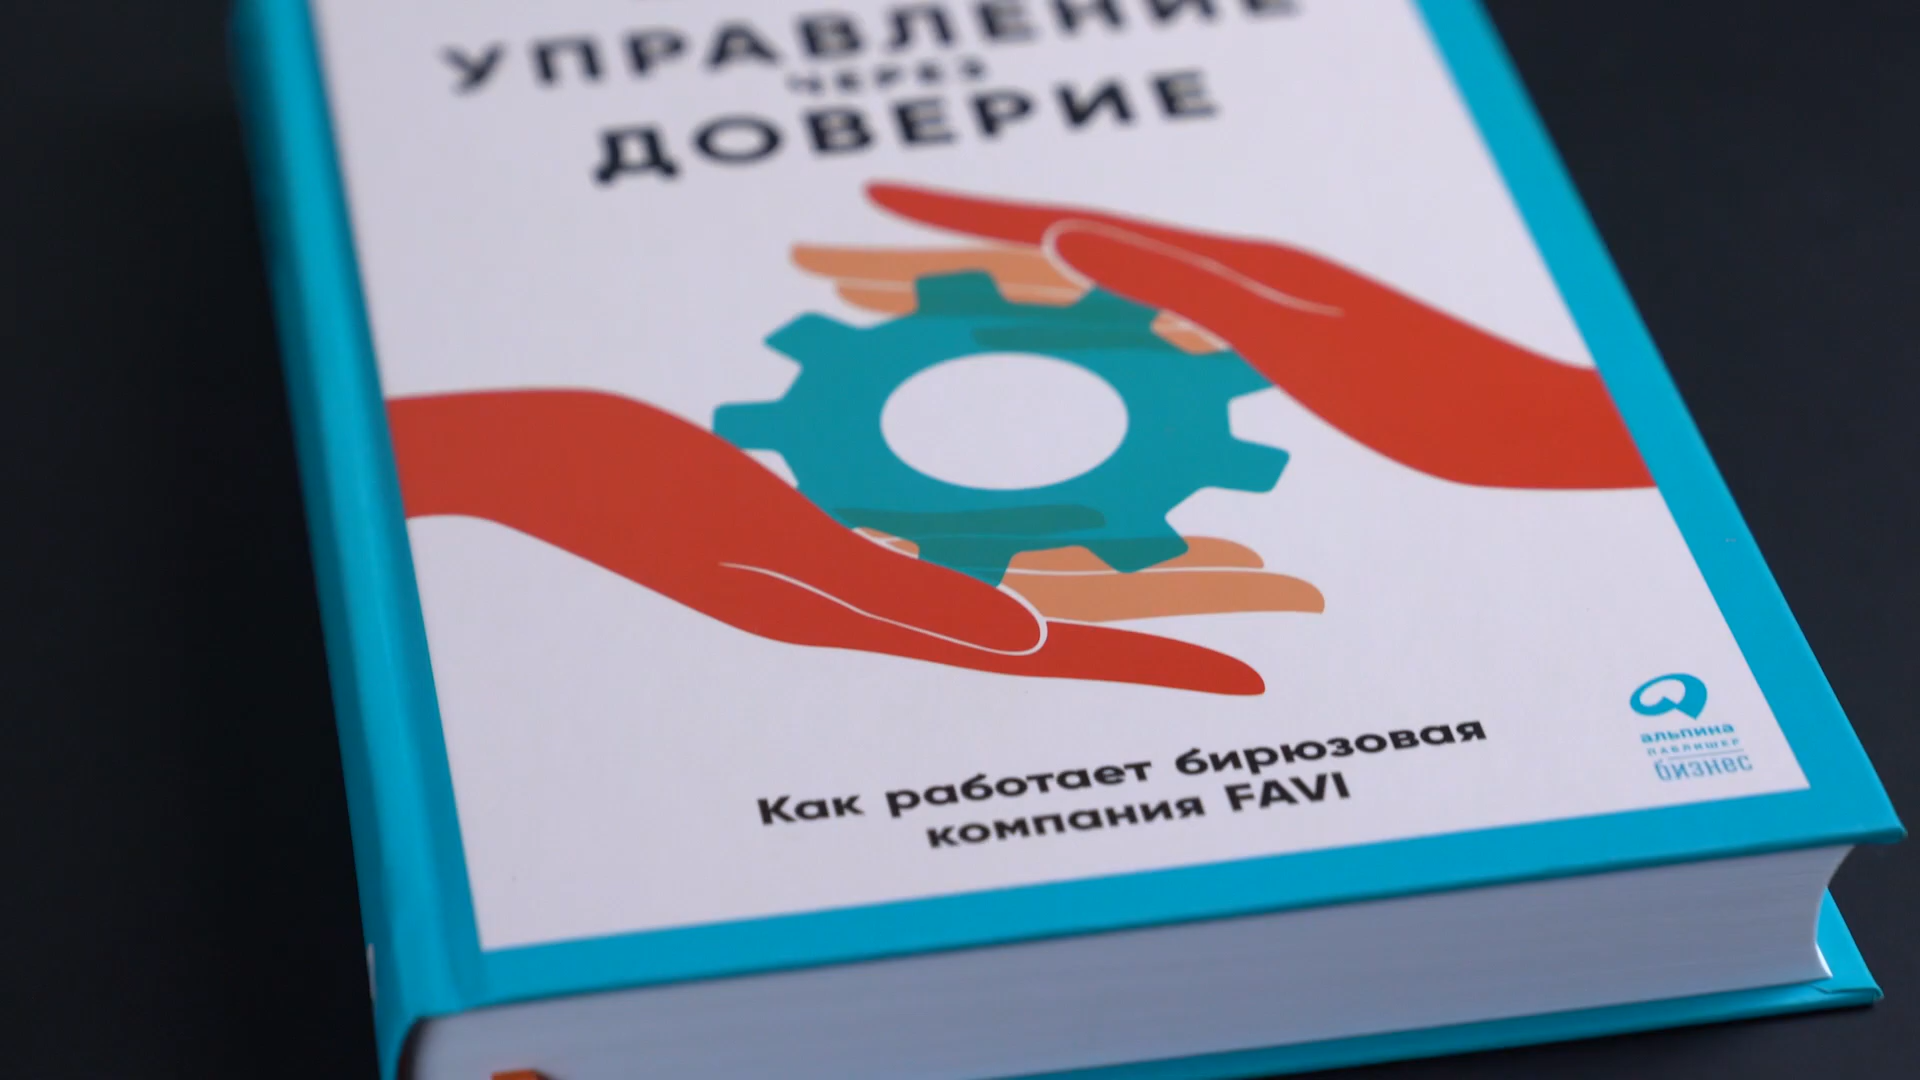 УПРАВЛЕНИЕ
ЧЕРЕЗ
ДОВЕРИЕ
Как работает бирюзовая
компания FAVI
альпина
ПАБЛИШЕР
бизнес